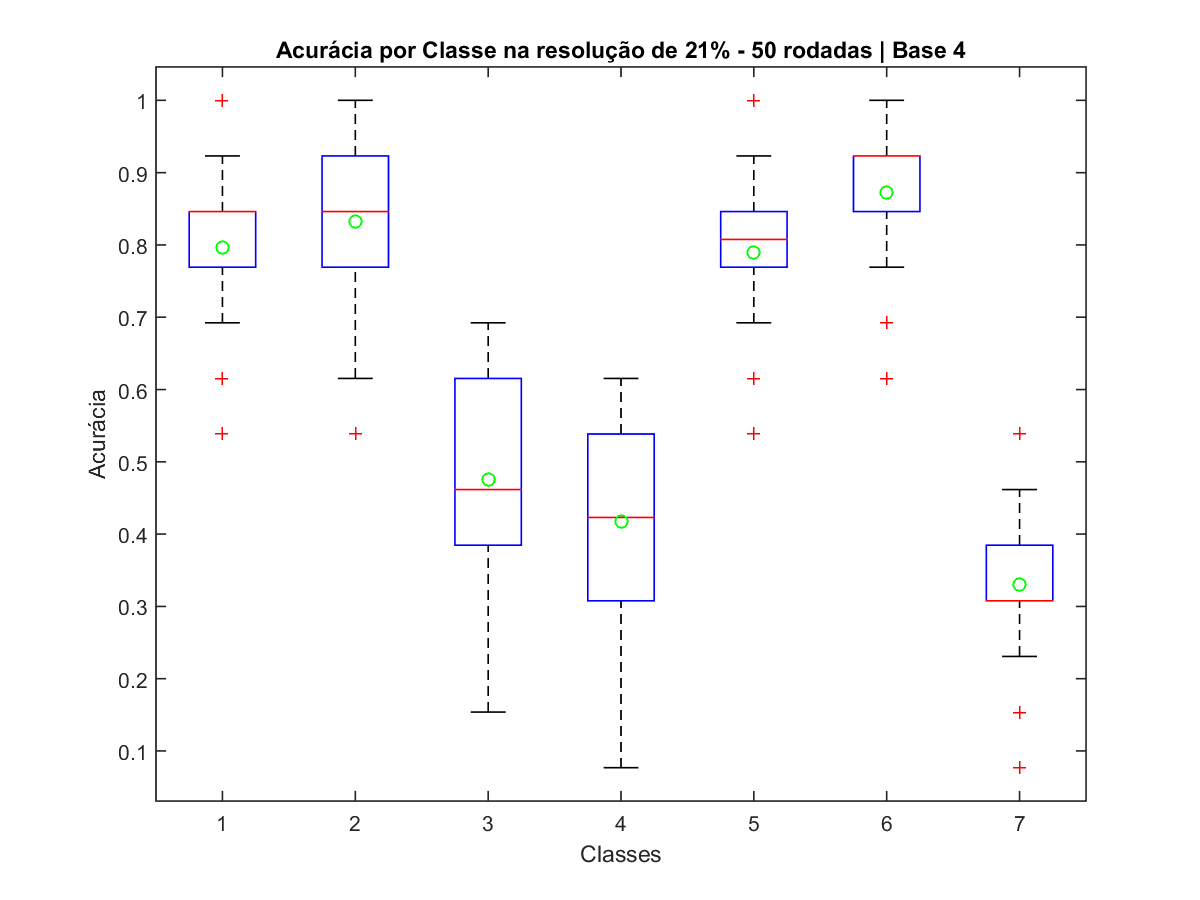 Acurácia por Classe na resolução de 21% - 50 rodadas | Base 4
1
0.9
0.8
0.7
0.6
0.5
0.4
0.3
0.2
0.1
Acurácia
1 2 3 4 5 6 7
Classes